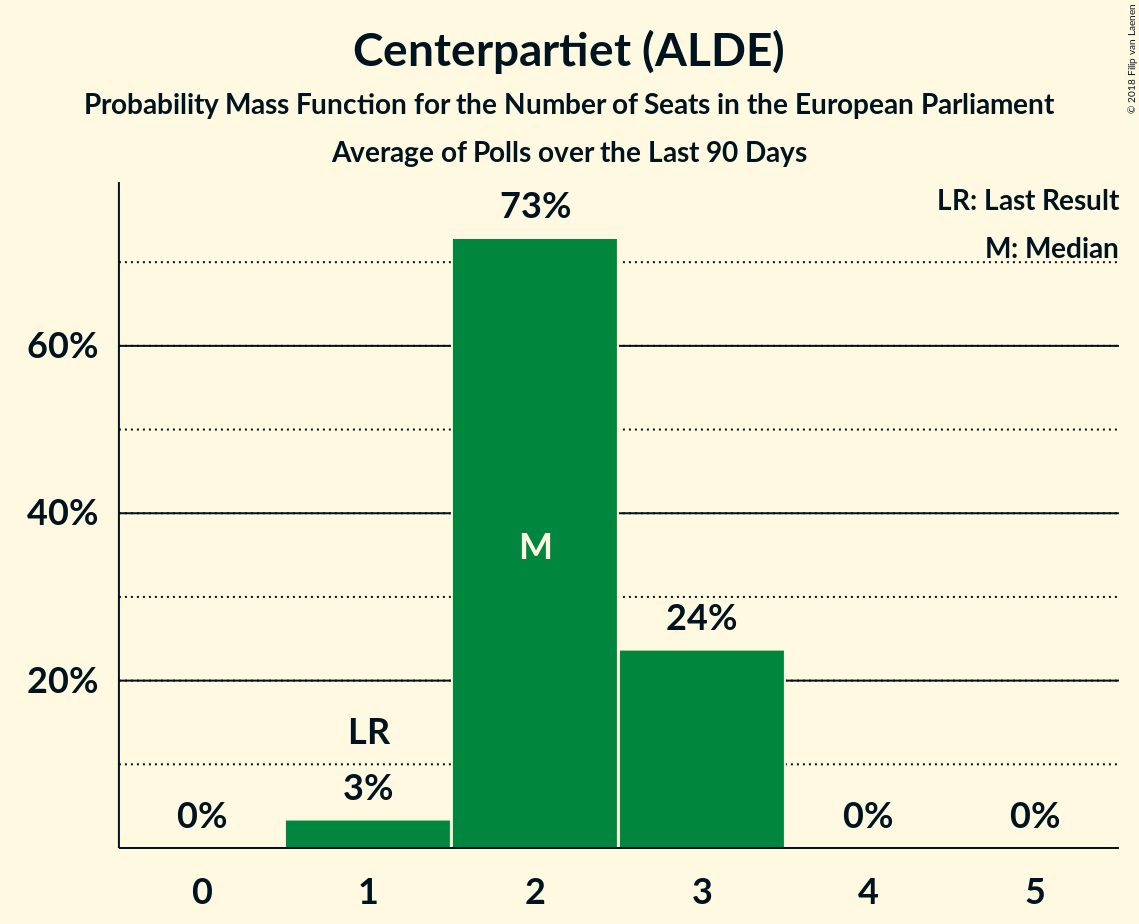 Centerpartiet (ALDE)
Probability Mass Function for the Number of Seats in the European Parliament
Average of Polls over the Last 90 Days
© 2018 Filip van Laenen
LR: Last Result
M: Median
73%
60%
40%
M
24%
20%
LR
3%
0%
0%
0%
0 1 2 3 4 5